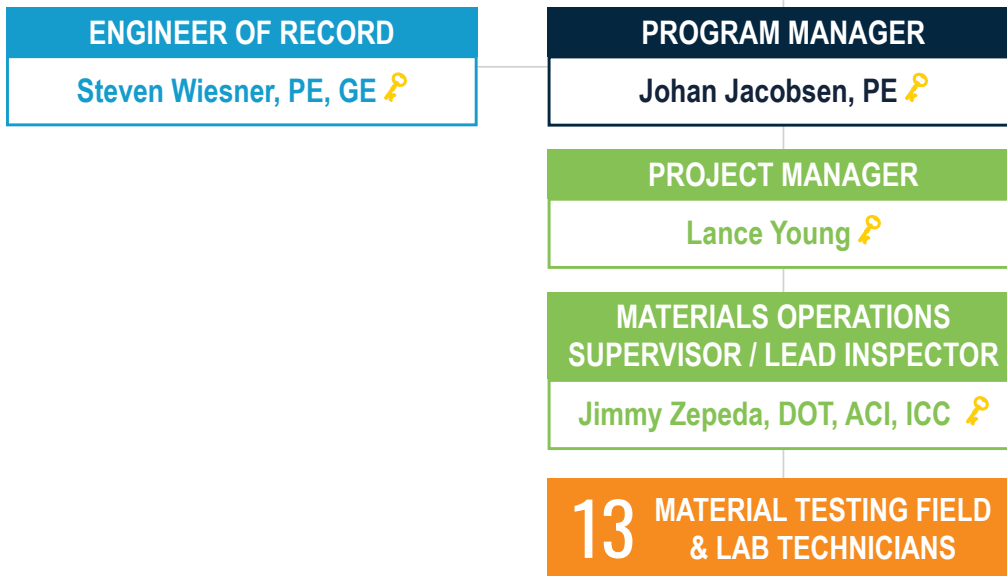 ENGINEER OF RECORD
Steven Wiesner, PE, GE
PROGRAM MANAGER
Johan Jacobsen, PE
PROJECT MANAGER
Lance Young
MATERIALS OPERATIONS
SUPERVISOR / LEAD INSPECTOR
Jimmy Zepeda, DOT, ACI, ICC
13 MATERIAL TESTING FIELD
& LAB TECHNICIANS